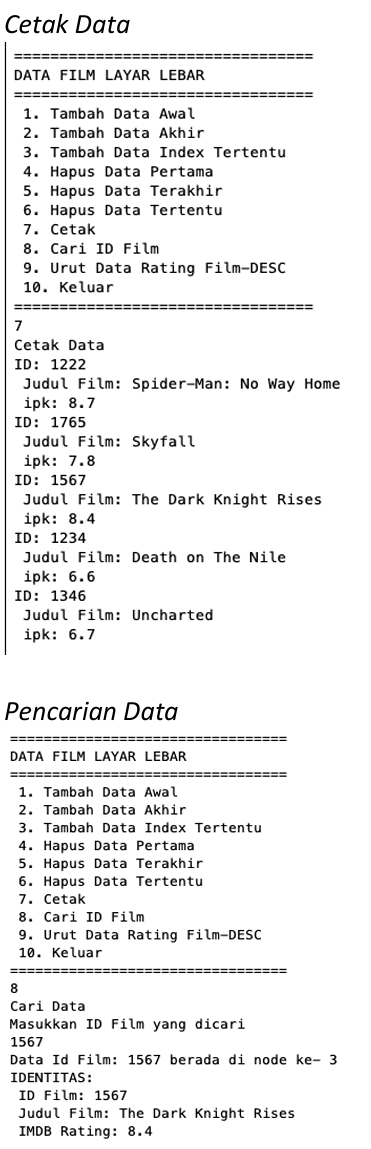 Cetak Data
=================================
DATA FILM LAYAR LEBAR
=================================
1. Tambah Data Awal
2. Tambah Data Akhir
3. Tambah Data Index Tertentu
4. Hapus Data Pertama
5. Hapus Data Terakhir
6. Hapus Data Tertentu
7. Cetak
8. Cari ID Film
9. Urut Data Rating Film-DESC
10. Keluar
=================================
7
Cetak Data
ID: 1222
Judul Film: Spider-Man: No Way Home
ipk: 8.7
ID: 1765
Judul Film: Skyfall
ipk: 7.8
ID: 1567
Judul Film: The Dark Knight Rises
ipk: 8.4
ID: 1234
Judul Film: Death on The Nile
ipk: 6.6
ID: 1346
Judul Film: Uncharted
ipk: 6.7
Pencarian Data
=================================
DATA FILM LAYAR LEBAR
=================================
1. Tambah Data Awal
2. Tambah Data Akhir
3. Tambah Data Index Tertentu
4. Hapus Data Pertama
5. Hapus Data Terakhir
6. Hapus Data Tertentu
7. Cetak
8. Cari ID Film
9. Urut Data Rating Film-DESC
10. Keluar
=================================
8
Cari Data
Masukkan ID Film yang dicari
1567
Data Id Film: 1567 berada di node ke- 3
IDENTITAS:
ID Film: 1567
Judul Film: The Dark Knight Rises
IMDB Rating: 8.4